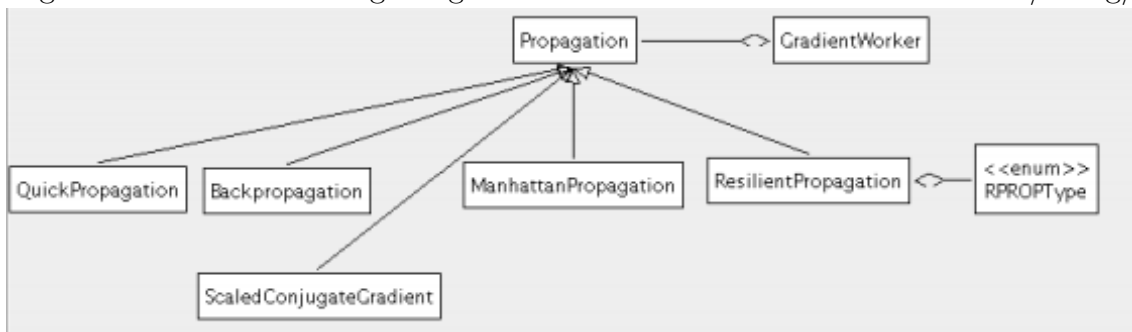 Propagation
GradientWorker
QuickPropagation
Backpropagation
ManhattanPropagation
ResilientPropagation
<<enum>>
RPROPType
ScaledConjugateGradient